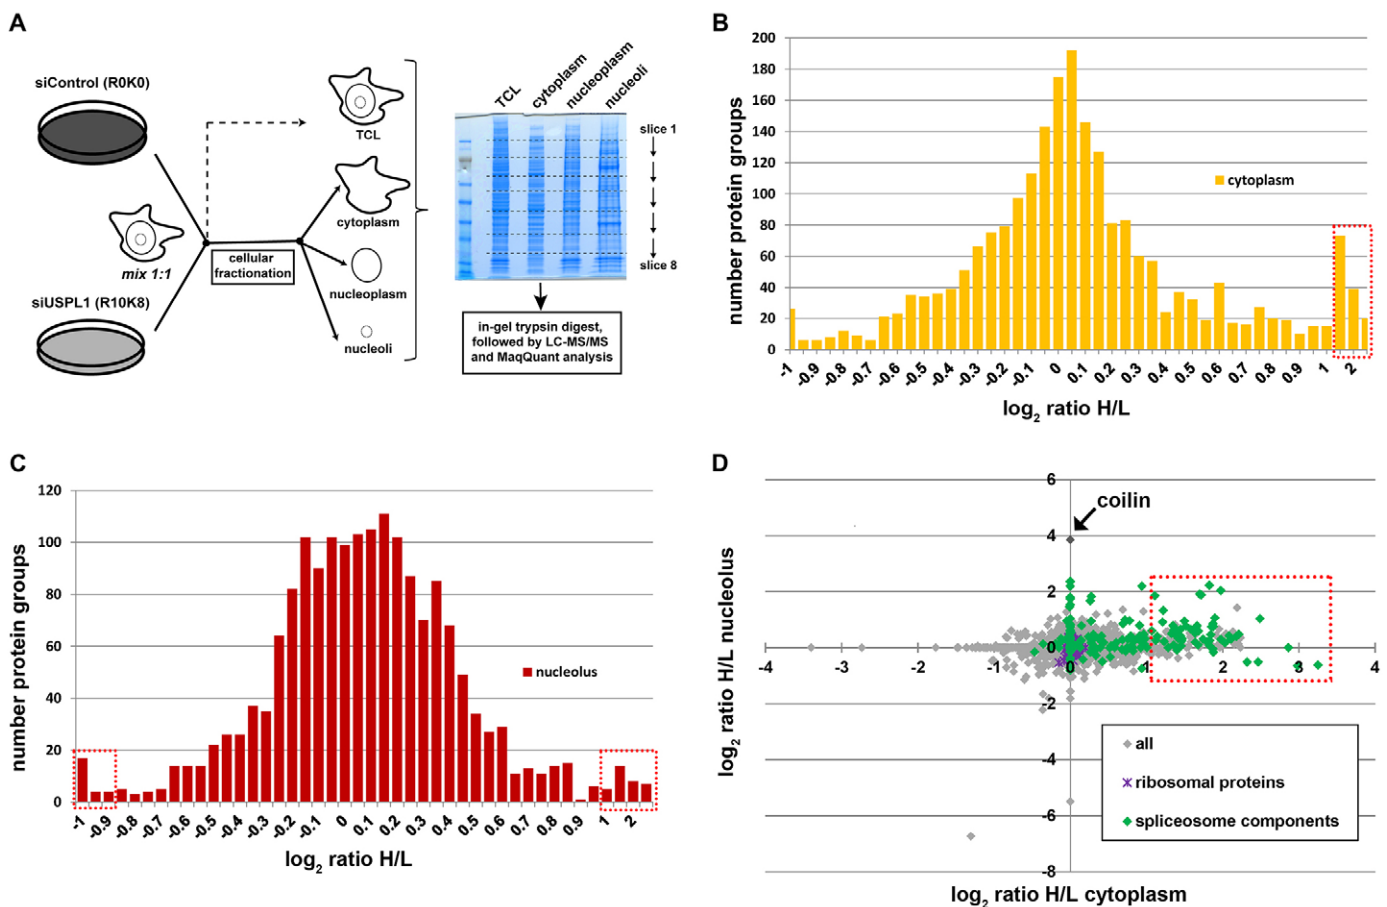 A
siControl (R0K0)
mix 1:1
siUSPL1 (R10K8)
cellular
fractionation
TCL
cytoplasm
nucleoplasm
nucleoli
TCL
cytoplasm
nucleoplasm
nucleoli
slice 1
slice 8
in-gel trypsin digest,
followed by LC-MS/MS
and MaqQuant analysis
B
number protein groups
200
180
160
140
120
100
80
60
40
20
0
cytoplasm
-1 -0.9 -0.8 -0.7 -0.6 -0.5 -0.4 -0.3 -0.2 -0.1 0 0.1 0.2 0.3 0.4 0.5 0.6 0.7 0.8 0.9 1 2
log2 ratio H/L
C
number protein groups
120
100
80
60
40
20
0
nucleolus
-1 -0.9 -0.8 -0.7 -0.6 -0.5 -0.4 -0.3 -0.2 -0.1 0 0.1 0.2 0.3 0.4 0.5 0.6 0.7 0.8 0.9 1 2
log2 ratio H/L
D
log2 ratio H/L nucleolus
6
coilin
4
2
0
-4 -3 -2 -1 0 1 2 3 4
-2
-4
-6
-8
all
ribosomal proteins
spliceosome components
log2 ratio H/L cytoplasm